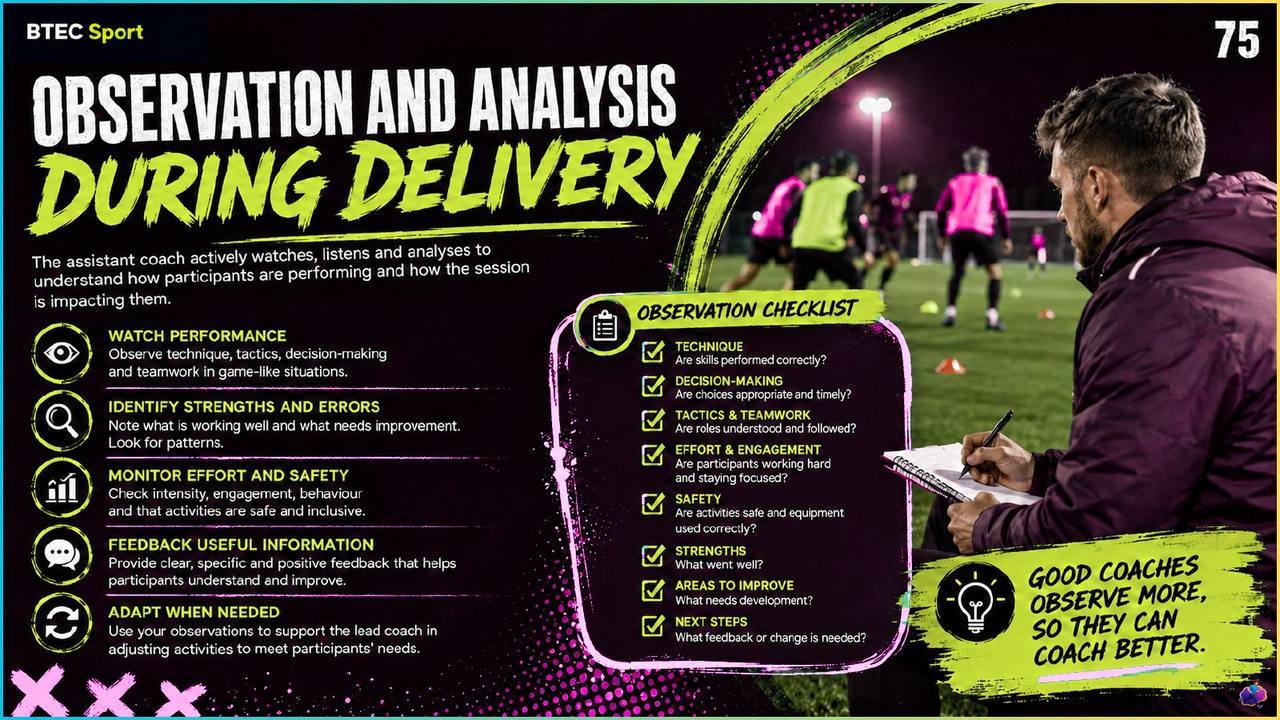 BTEC Sport
75
OBSERVATION AND ANALYSIS
DURING DELIVERY
The assistant coach actively watches, listens and analyses to
understand how participants are performing and how the session
is impacting them.
WATCH PERFORMANCE
Observe technique, tactics, decision-making
and teamwork in game-like situations.
IDENTIFY STRENGTHS AND ERRORS
Note what is working well and what needs improvement.
Look for patterns.
MONITOR EFFORT AND SAFETY
Check intensity, engagement, behaviour
and that activities are safe and inclusive.
FEEDBACK USEFUL INFORMATION
Provide clear, specific and positive feedback that helps
participants understand and improve.
ADAPT WHEN NEEDED
Use your observations to support the lead coach in
adjusting activities to meet participants' needs.
OBSERVATION CHECKLIST
TECHNIQUE
Are skills performed correctly?
DECISION-MAKING
Are choices appropriate and timely?
TACTICS & TEAMWORK
Are roles understood and followed?
EFFORT & ENGAGEMENT
Are participants working hard
and staying focused?
SAFETY
Are activities safe and equipment
used correctly?
STRENGTHS
What went well?
AREAS TO IMPROVE
What needs development?
NEXT STEPS
What feedback or change is needed?
GOOD COACHES
OBSERVE MORE,
SO THEY CAN
COACH BETTER.